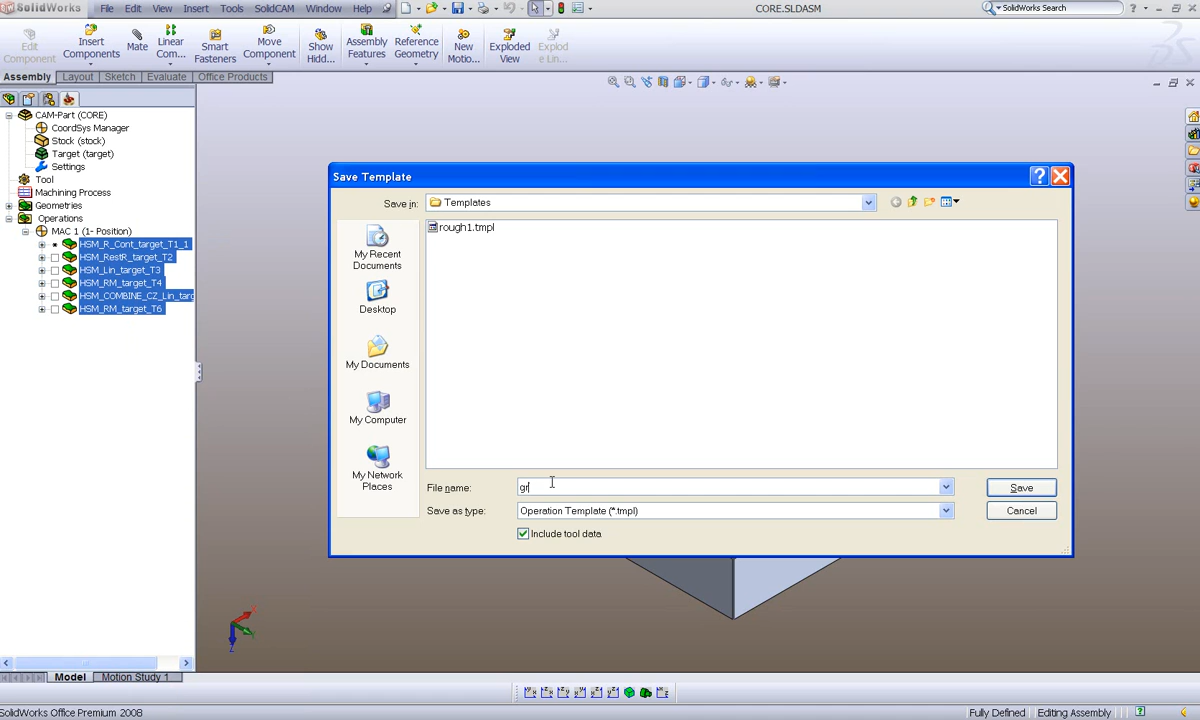 SolidWorks File Edit View Insert Tools SolidCAM Window Help CORE.SLDASM SolidWorks Search
Edit Component
Insert Components
Mate
Linear Com...
Smart Fasteners
Move Component
Show Hidd...
Assembly Features
Reference Geometry
New Motio...
Exploded View
Explod e Lin...
Assembly Layout Sketch Evaluate Office Products
CAM-Part (CORE)
CoordSys Manager
Stock (stock)
Target (target)
Settings
Tool
Machining Process
Geometries
Operations
MAC 1 (1- Position)
HSM_R_Cont_target_T1_1
HSM_RestR_target_T2
HSM_Lin_target_T3
HSM_RM_target_T4
HSM_COMBINE_CZ_Lin_targ
HSM_RM_target_T6
Save Template
Save in: Templates
rough1.tmpl
My Recent Documents
Desktop
My Documents
My Computer
My Network Places
File name: gr Save
Save as type: Operation Template (*.tmpl) Cancel
Include tool data
Model Motion Study 1
SolidWorks Office Premium 2008 Fully Defined Editing Assembly